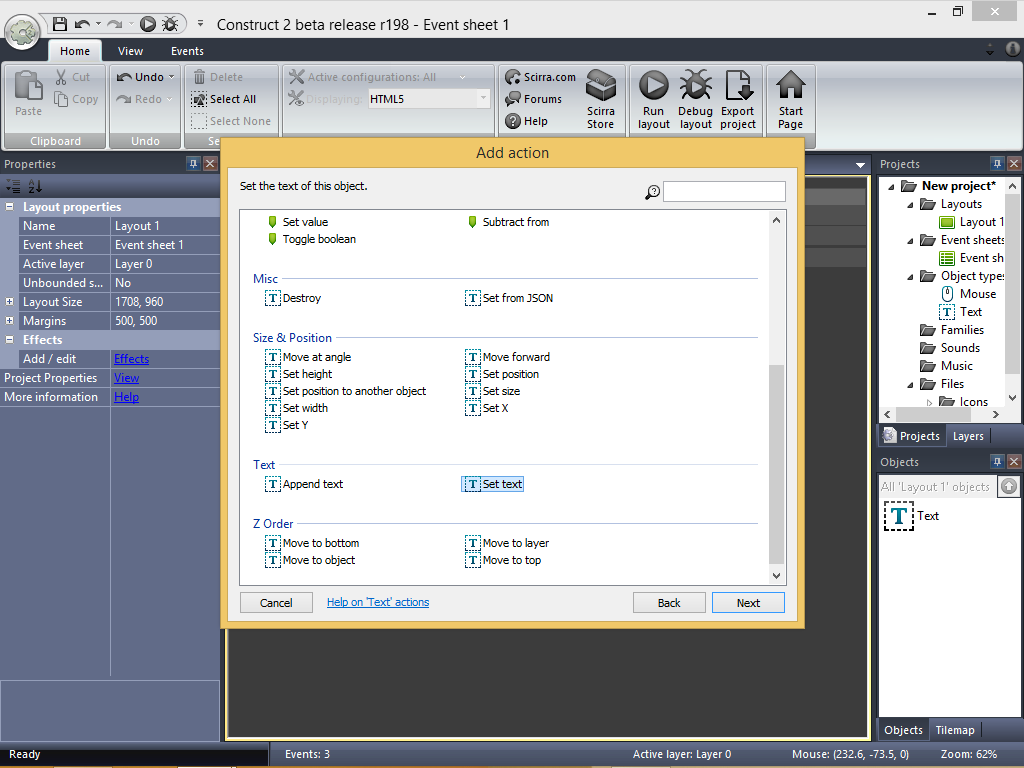 Construct 2 beta release r198 - Event sheet 1
Home View Events
Paste Cut Copy
Clipboard
Undo
Redo
Undo
Delete
Select All
Select None
Se
Active configurations: All
Displaying: HTML5
Scirra.com
Forums
Help
Scirra Store
Run layout
Debug layout
Export project
Start Page
Properties
Layout properties
Name Layout 1
Event sheet Event sheet 1
Active layer Layer 0
Unbounded s... No
Layout Size 1708, 960
Margins 500, 500
Effects
Add / edit Effects
Project Properties View
More information Help
Add action
Set the text of this object.
Set value Subtract from
Toggle boolean
Misc
Destroy Set from JSON
Size & Position
Move at angle Move forward
Set height Set position
Set position to another object Set size
Set width Set X
Set Y
Text
Append text Set text
Z Order
Move to bottom Move to layer
Move to object Move to top
Cancel Help on 'Text' actions Back Next
Projects
New project*
Layouts
Layout 1
Event sheets
Event sh
Object types
Mouse
Text
Families
Sounds
Music
Files
Icons
Projects Layers
Objects
All 'Layout 1' objects
Text
Objects Tilemap
Ready Events: 3 Active layer: Layer 0 Mouse: (232.6, -73.5, 0) Zoom: 62%